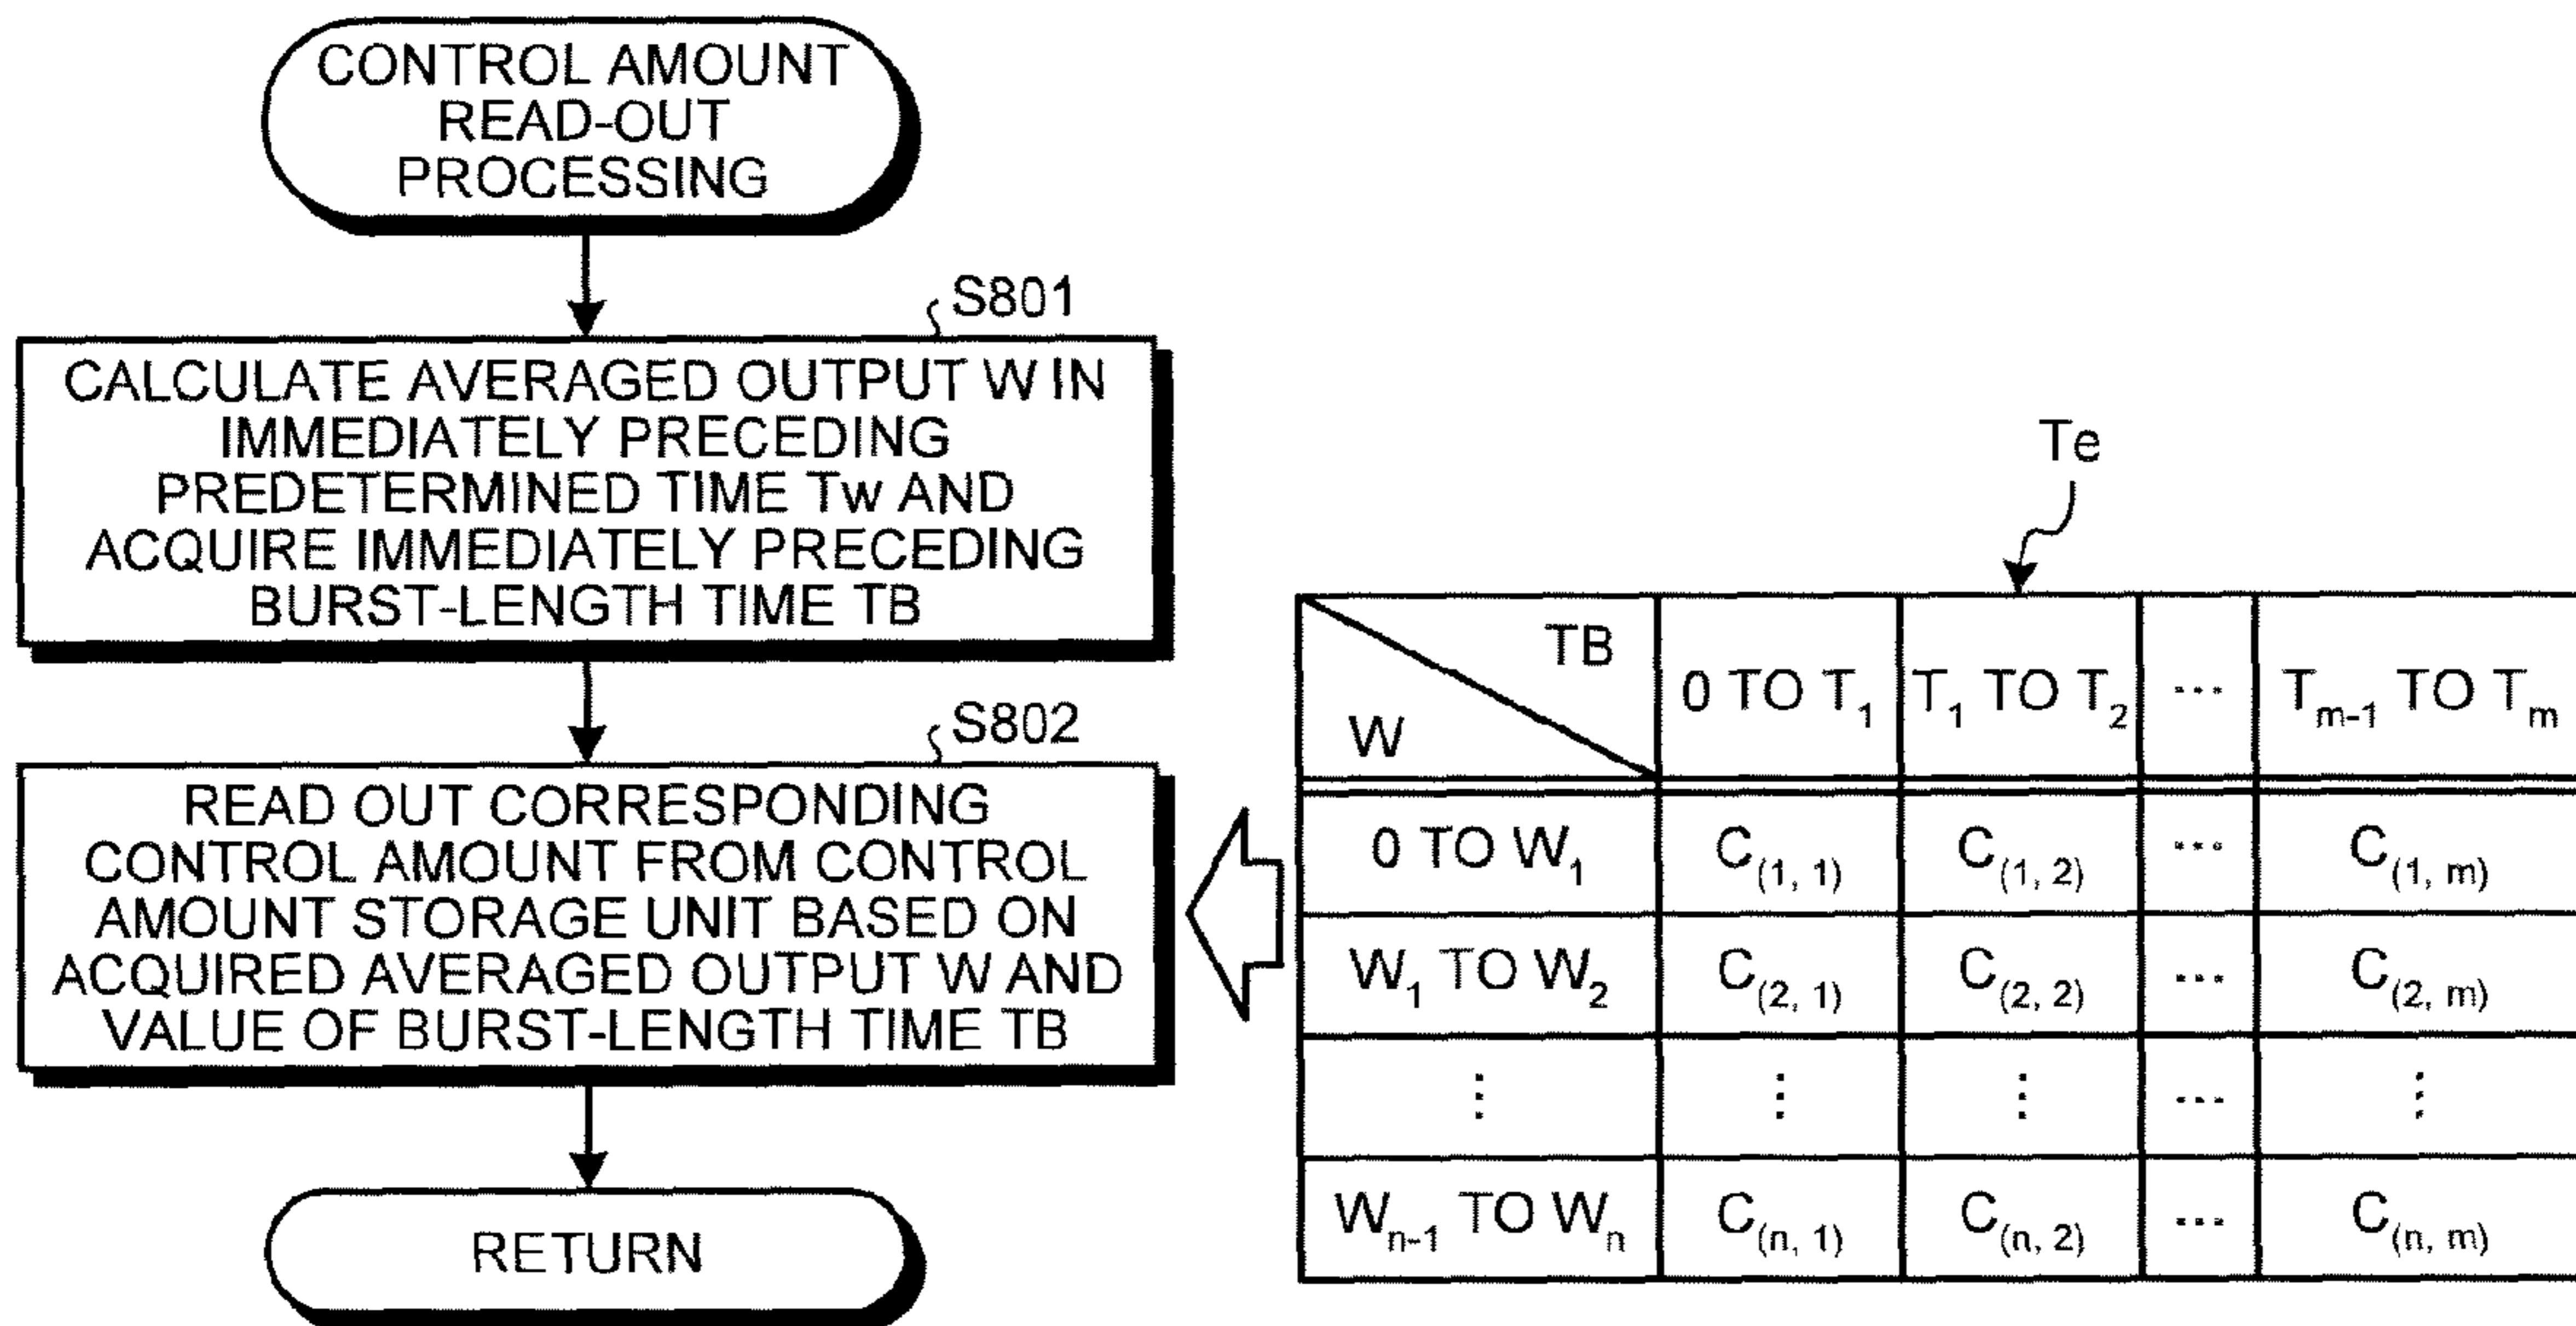 CONTROL AMOUNT
READ-OUT
PROCESSING
S801
CALCULATE AVERAGED OUTPUT W IN
IMMEDIATELY PRECEDING
PREDETERMINED TIME Tw AND
ACQUIRE IMMEDIATELY PRECEDING
BURST-LENGTH TIME TB
S802
READ OUT CORRESPONDING
CONTROL AMOUNT FROM CONTROL
AMOUNT STORAGE UNIT BASED ON
ACQUIRED AVERAGED OUTPUT W AND
VALUE OF BURST-LENGTH TIME TB
RETURN
Te
TB
W
0 TO T1 T1 TO T2 ... Tm-1 TO Tm
0 TO W1 C(1, 1) C(1, 2) ... C(1, m)
W1 TO W2 C(2, 1) C(2, 2) ... C(2, m)
⋮ ⋮ ⋮ ... ⋮
Wn-1 TO Wn C(n, 1) C(n, 2) ... C(n, m)